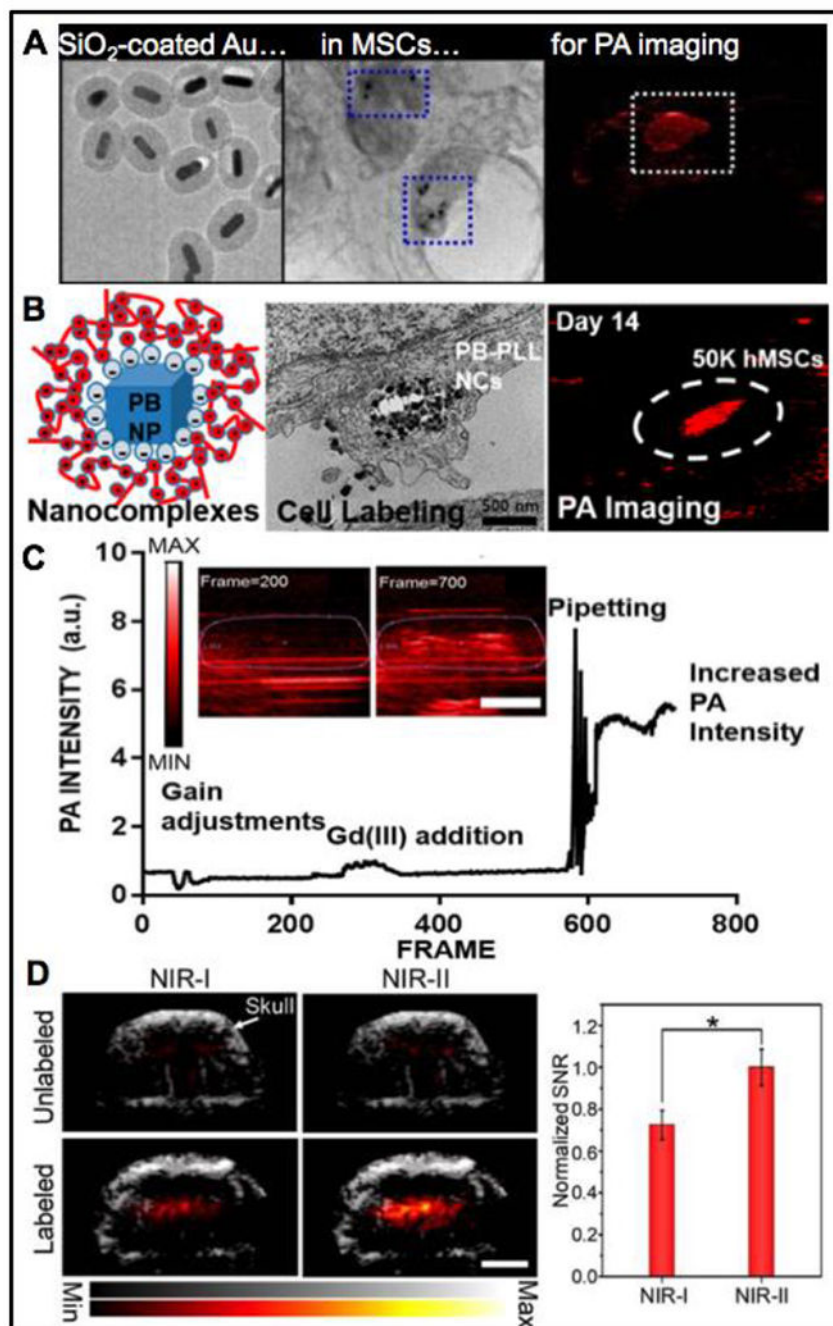 A
SiO₂-coated Au… in MSCs… for PA imaging
B
PB
NP
Nanocomplexes
PB-PLL
NCs
500 nm
Cell Labeling
Day 14
50K hMSCs
PA Imaging
C
PA INTENSITY (a.u.)
10
8
6
4
2
0
MAX
MIN
Frame=200
Frame=700
Pipetting
Increased
PA
Intensity
Gain
adjustments
Gd(III) addition
0 200 400 600 800
FRAME
D
NIR-I NIR-II
Unlabeled
Skull
Labeled
Min
Max
Normalized SNR
1.2
1.0
0.8
0.6
0.4
0.2
0.0
*
NIR-I NIR-II